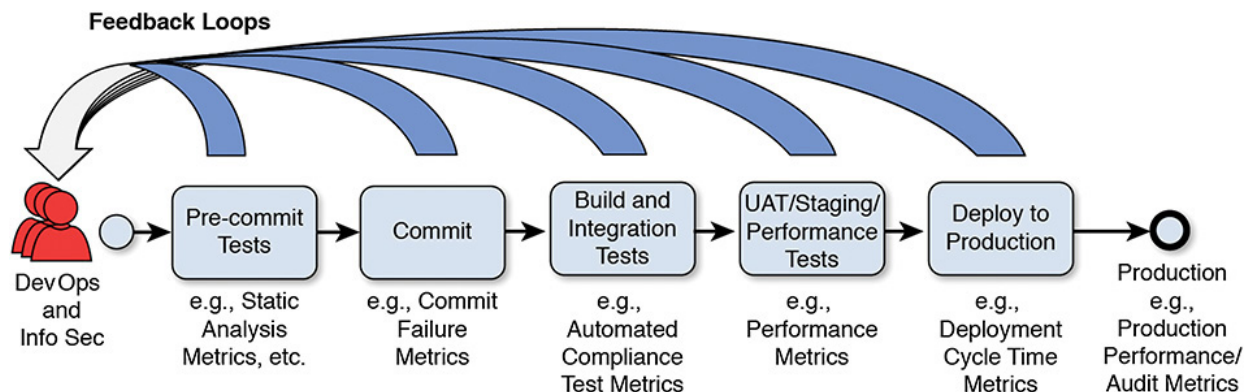 Feedback Loops
DevOps
and
Info Sec
Pre-commit
Tests
e.g., Static
Analysis
Metrics, etc.
Commit
e.g., Commit
Failure
Metrics
Build and
Integration
Tests
e.g.,
Automated
Compliance
Test Metrics
UAT/Staging/
Performance
Tests
e.g.,
Performance
Metrics
Deploy to
Production
e.g.,
Deployment
Cycle Time
Metrics
Production
e.g.,
Production
Performance/
Audit Metrics